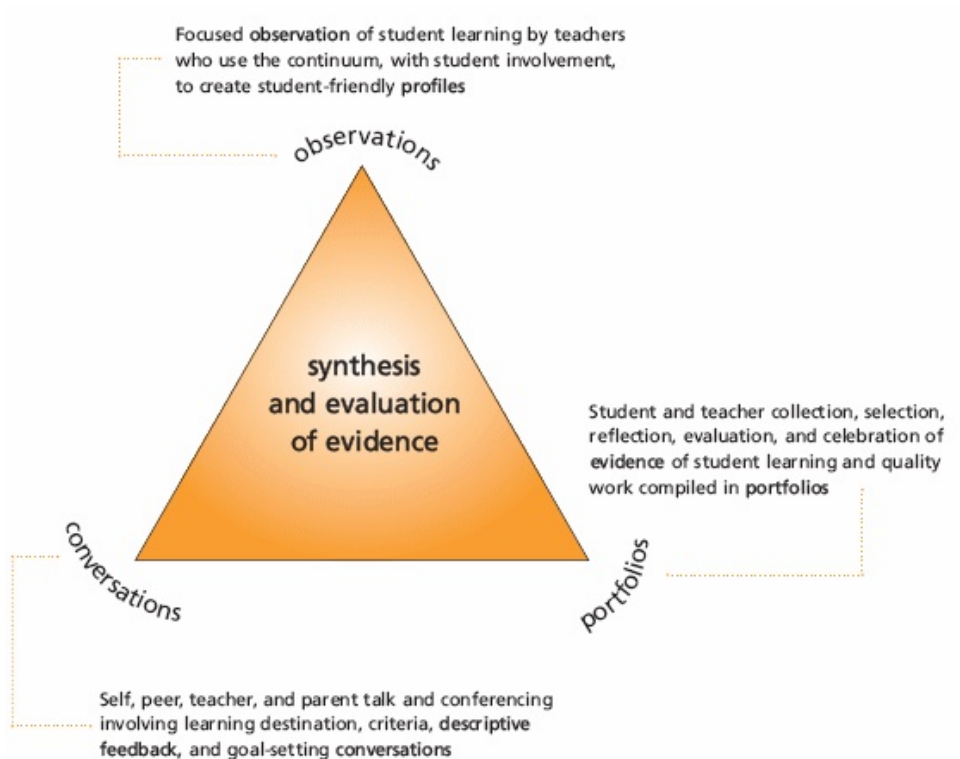 Focused observation of student learning by teachers
who use the continuum, with student involvement,
to create student-friendly profiles
observations
synthesis
and evaluation
of evidence
Student and teacher collection, selection,
reflection, evaluation, and celebration of
evidence of student learning and quality
work compiled in portfolios
conversations
portfolios
Self, peer, teacher, and parent talk and conferencing
involving learning destination, criteria, descriptive
feedback, and goal-setting conversations